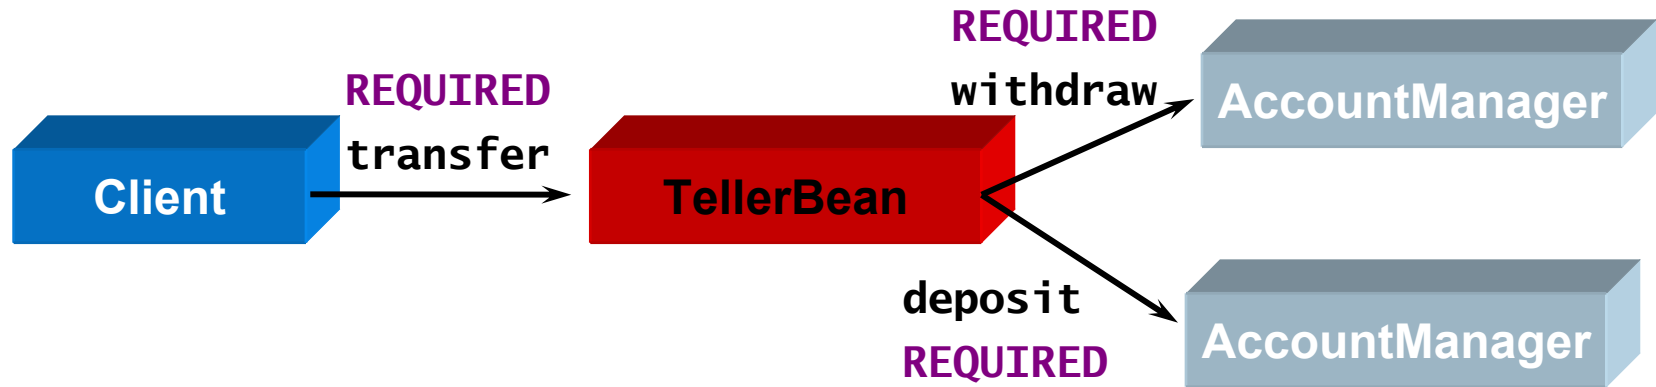 REQUIRED
transfer
Client
TellerBean
REQUIRED
withdraw
AccountManager
deposit
REQUIRED
AccountManager